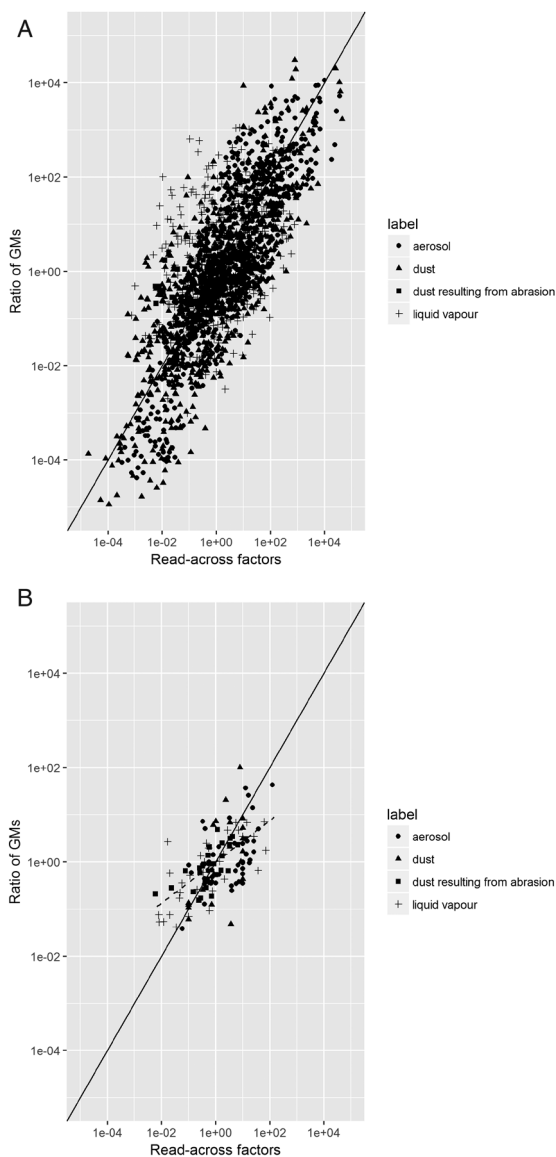 A
1e+04
1e+02
1e+00
1e-02
1e-04
Ratio of GMs
1e-04 1e-02 1e+00 1e+02 1e+04
Read-across factors
label
aerosol
dust
dust resulting from abrasion
liquid vapour
B
1e+04
1e+02
1e+00
1e-02
1e-04
Ratio of GMs
1e-04 1e-02 1e+00 1e+02 1e+04
Read-across factors
label
aerosol
dust
dust resulting from abrasion
liquid vapour